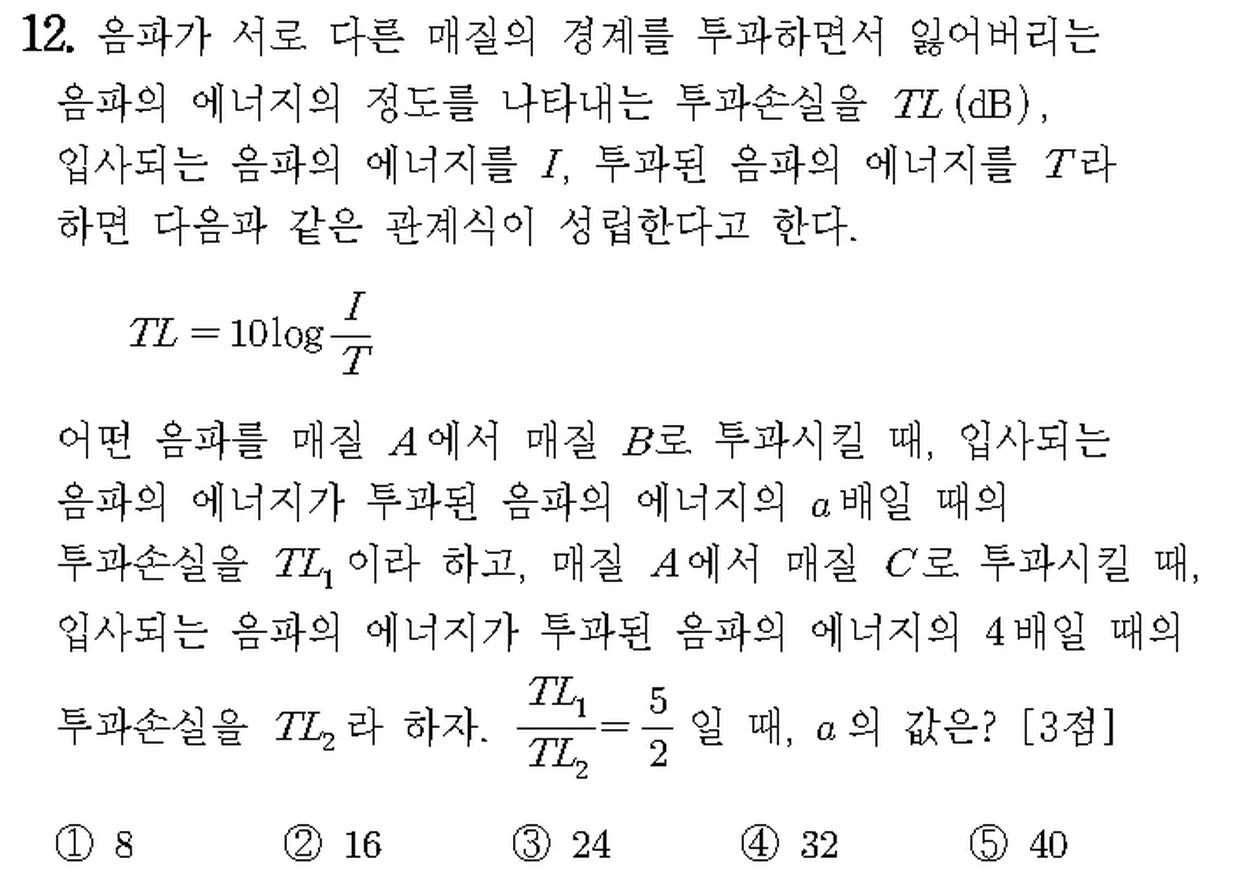 12. 음파가 서로 다른 매질의 경계를 투과하면서 잃어버리는
음파의 에너지의 정도를 나타내는 투과손실을 TL(dB),
입사되는 음파의 에너지를 I, 투과된 음파의 에너지를 T라
하면 다음과 같은 관계식이 성립한다고 한다.
TL = 10log I/T
어떤 음파를 매질 A에서 매질 B로 투과시킬 때, 입사되는
음파의 에너지가 투과된 음파의 에너지의 a배일 때의
투과손실을 TL₁이라 하고, 매질 A에서 매질 C로 투과시킬 때,
입사되는 음파의 에너지가 투과된 음파의 에너지의 4배일 때의
투과손실을 TL₂라 하자. TL₁/TL₂ = 5/2 일 때, a의 값은? [3점]
① 8 ② 16 ③ 24 ④ 32 ⑤ 40